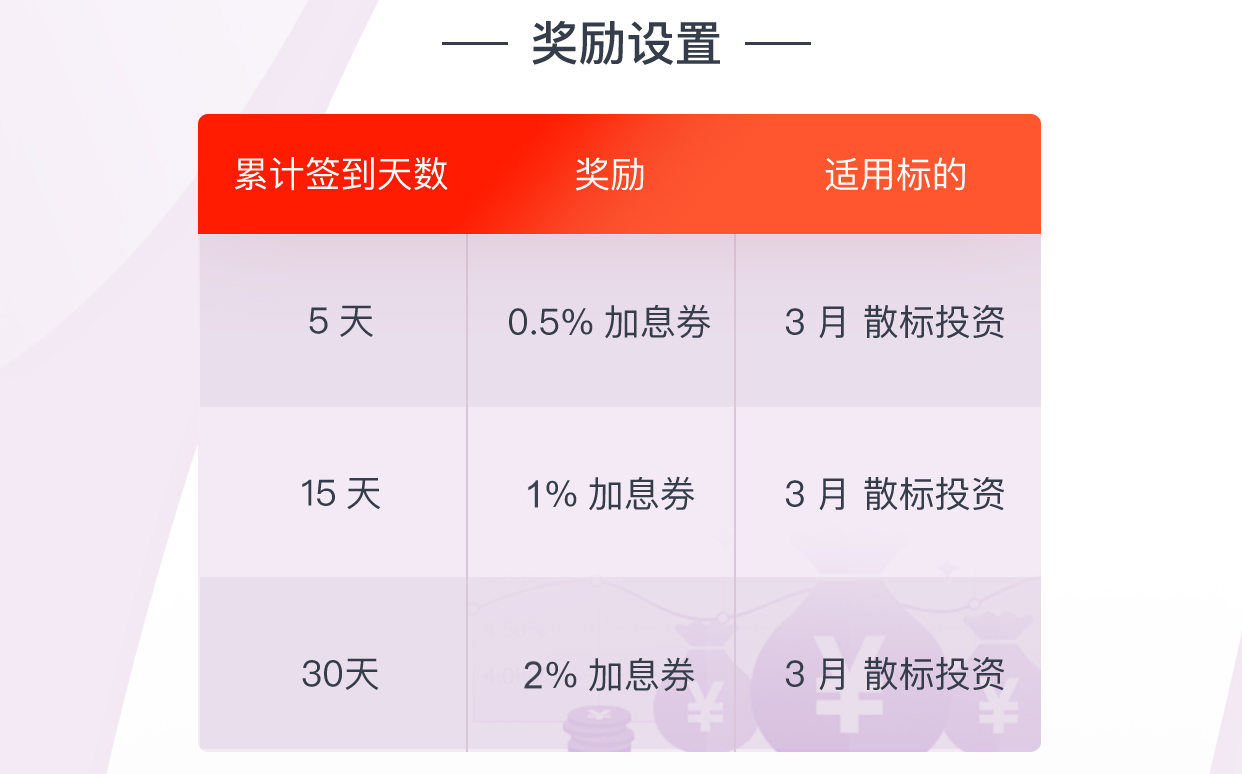 奖励设置
累计签到天数 奖励 适用标的
5 天 0.5% 加息券 3 月 散标投资
15 天 1% 加息券 3 月 散标投资
30天 2% 加息券 3 月 散标投资